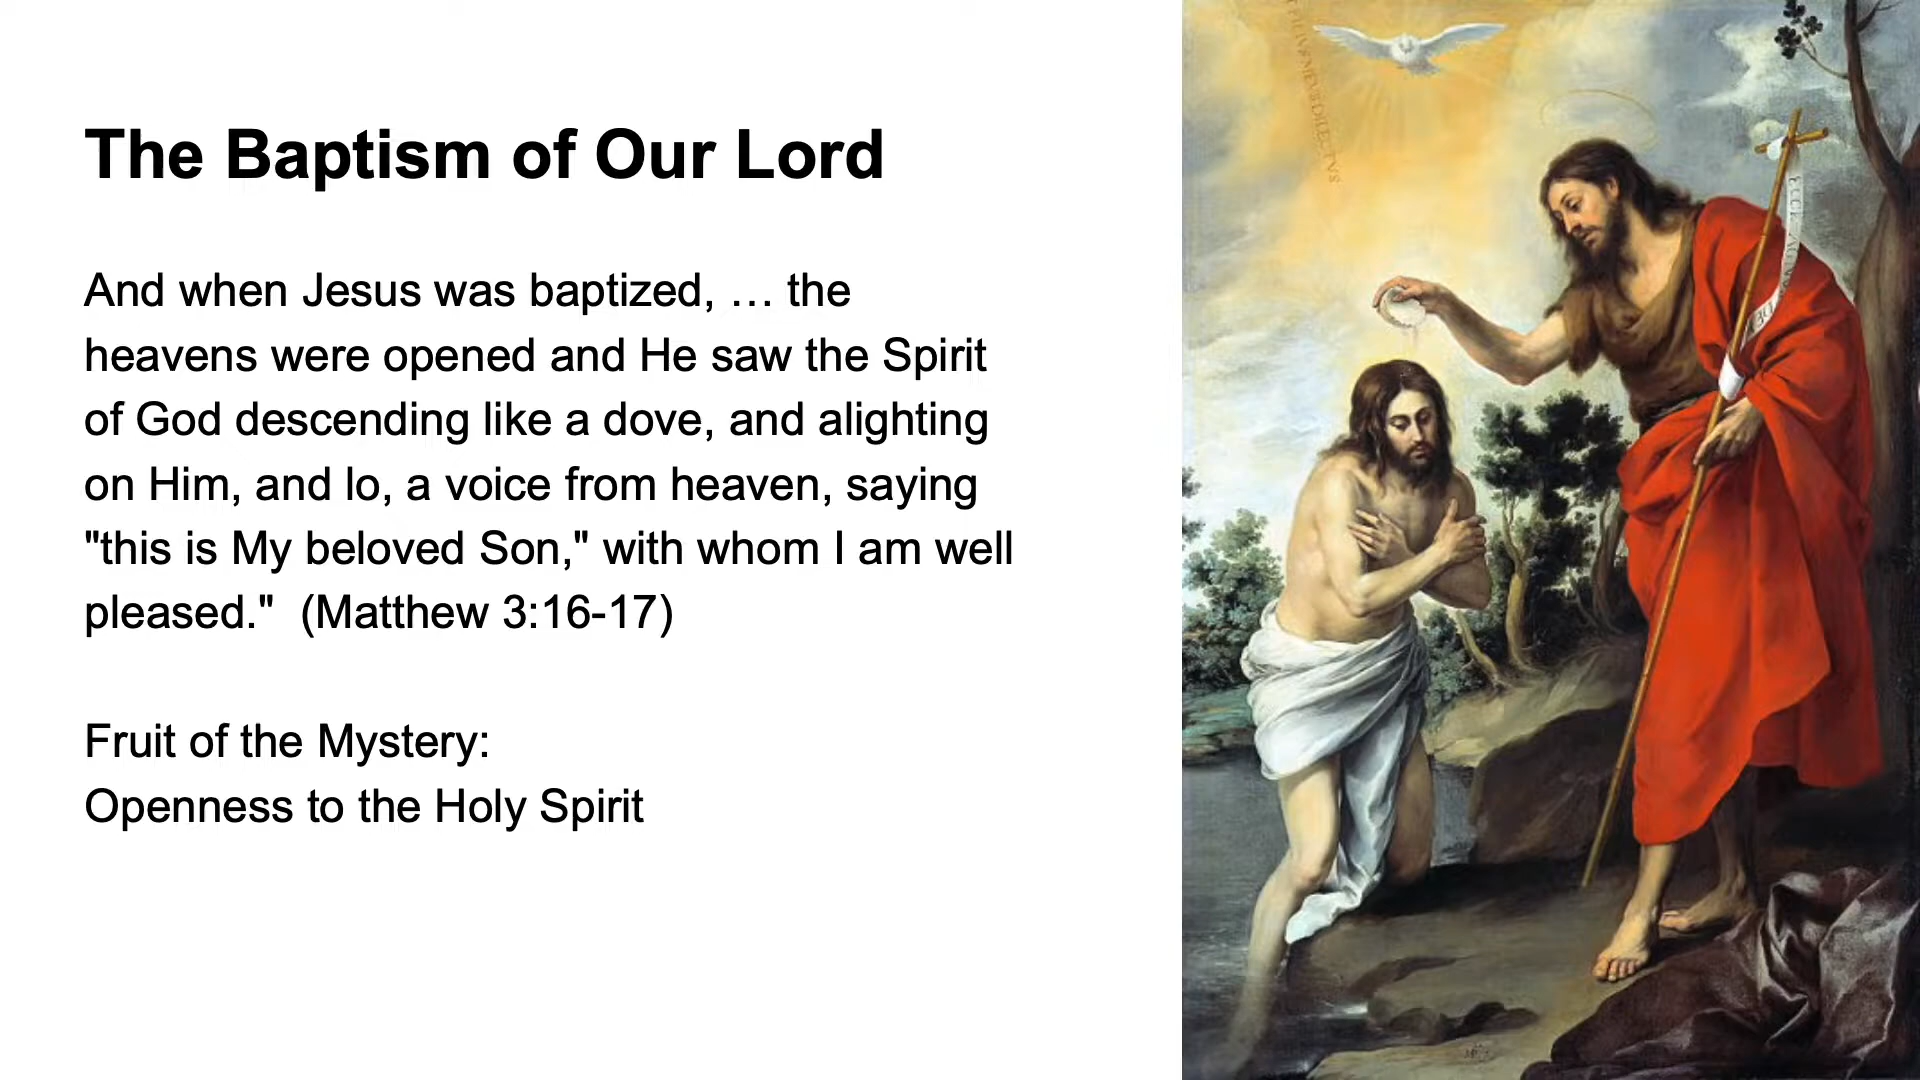 The Baptism of Our Lord
And when Jesus was baptized, … the
heavens were opened and He saw the Spirit
of God descending like a dove, and alighting
on Him, and lo, a voice from heaven, saying
"this is My beloved Son," with whom I am well
pleased."  (Matthew 3:16-17)
Fruit of the Mystery:
Openness to the Holy Spirit